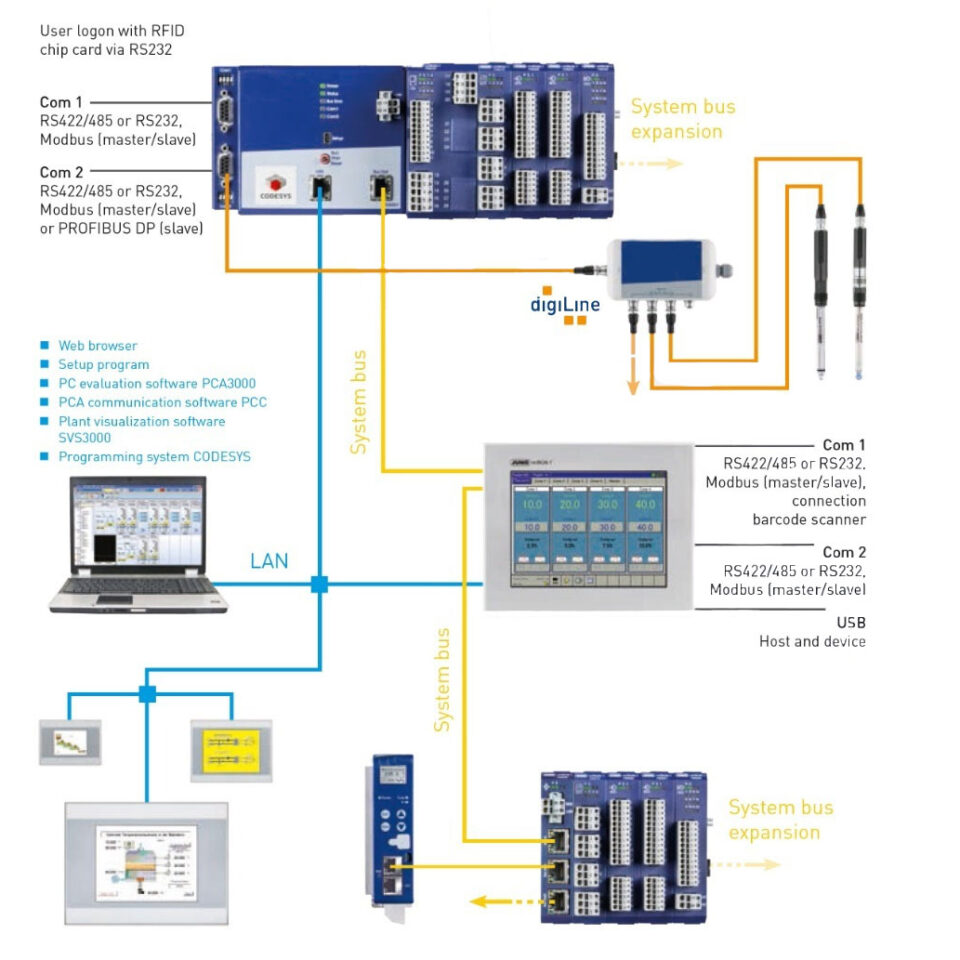 User logon with RFID
chip card via RS232
Com 1
RS422/485 or RS232,
Modbus (master/slave)
Com 2
RS422/485 or RS232,
Modbus (master/slave)
or PROFIBUS DP (slave)
CODESYS
System bus
expansion
digiLine
Web browser
Setup program
PC evaluation software PCA3000
PCA communication software PCC
Plant visualization software
SVS3000
Programming system CODESYS
System bus
LAN
JUMO
10.0
20.0
30.0
40.0
10.0
20.0
30.0
40.0
Com 1
RS422/485 or RS232,
Modbus (master/slave),
connection
barcode scanner
Com 2
RS422/485 or RS232,
Modbus (master/slave)
USB
Host and device
System bus
System bus
expansion